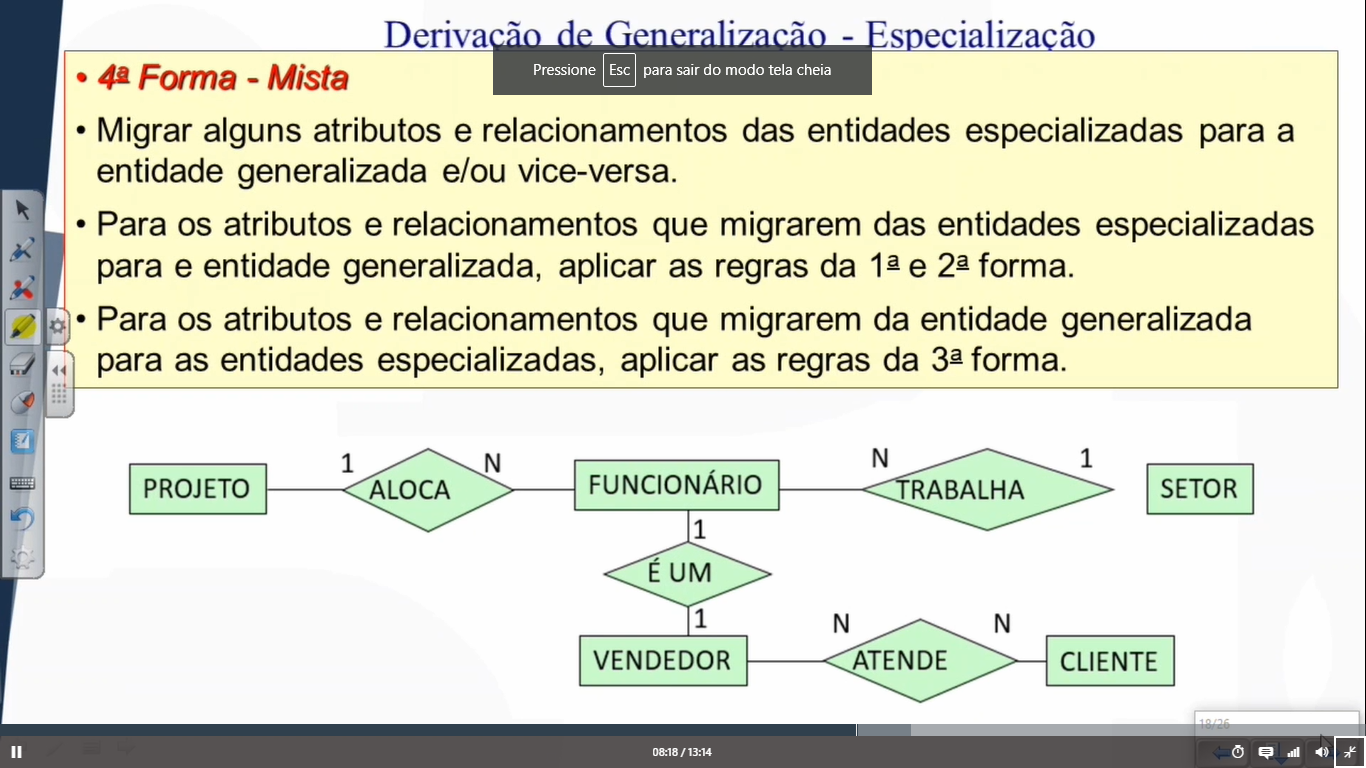 Derivação de Generalização - Especialização
Pressione Esc para sair do modo tela cheia
• 4ª Forma - Mista
• Migrar alguns atributos e relacionamentos das entidades especializadas para a
entidade generalizada e/ou vice-versa.
• Para os atributos e relacionamentos que migrarem das entidades especializadas
para e entidade generalizada, aplicar as regras da 1ª e 2ª forma.
• Para os atributos e relacionamentos que migrarem da entidade generalizada
para as entidades especializadas, aplicar as regras da 3ª forma.
1 N N 1
PROJETO ALOCA FUNCIONÁRIO TRABALHA SETOR
1
É UM
1 N N
VENDEDOR ATENDE CLIENTE
18/26
08:18 / 13:14